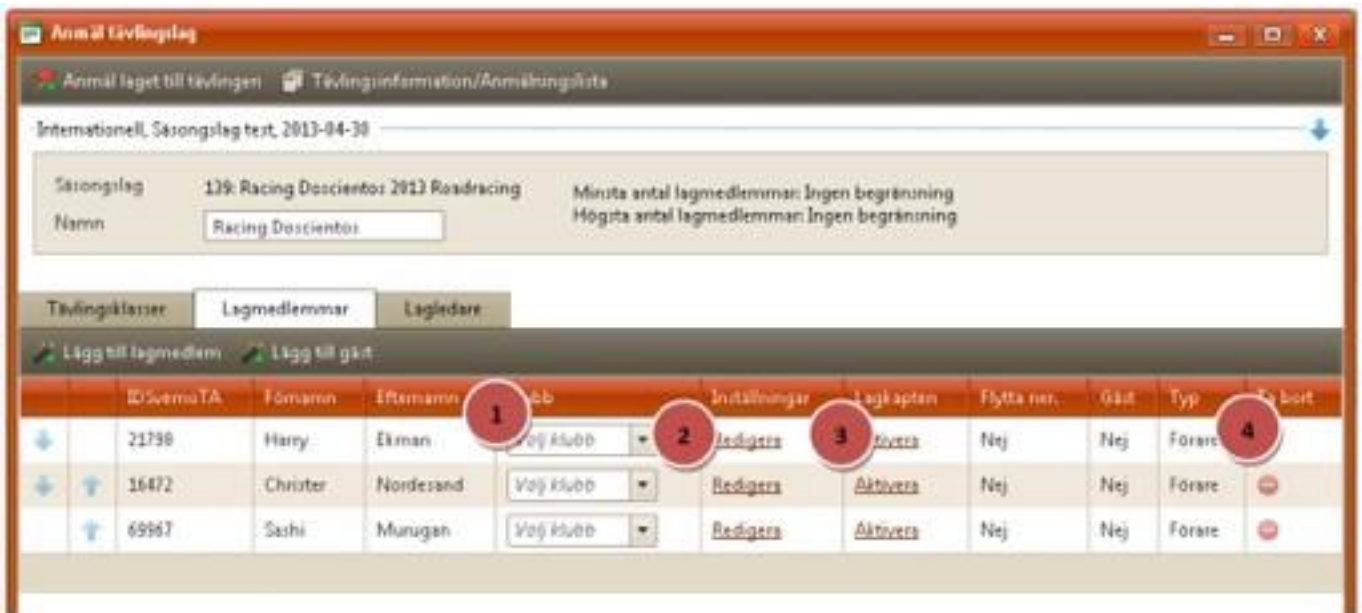 Anmäl tävlingslag
Anmäl laget till tävlingen Tävlingsinformation/Anmälningslista
Internationell, Säsongslag test, 2013-04-30
Säsongslag 139: Racing Doscientos 2013 Roadracing Minsta antal lagmedlemmar: Ingen begränsning
Namn Racing Doscientos Högsta antal lagmedlemmar: Ingen begränsning
Tävlingsklasser Lagmedlemmar Lagledare
Lägg till lagmedlem Lägg till gäst
IDSvemoTA Förnamn Efternamn 1 bb Inställningar Lagkapten Flytta ner. Gäst Typ Ta bort
21798 Harry Ekman Välj klubb 2 Redigera 3 Aktivera Nej Nej Förare 4
16472 Christer Nordesand Välj klubb Redigera Aktivera Nej Nej Förare
69967 Sashi Murugan Välj klubb Redigera Aktivera Nej Nej Förare